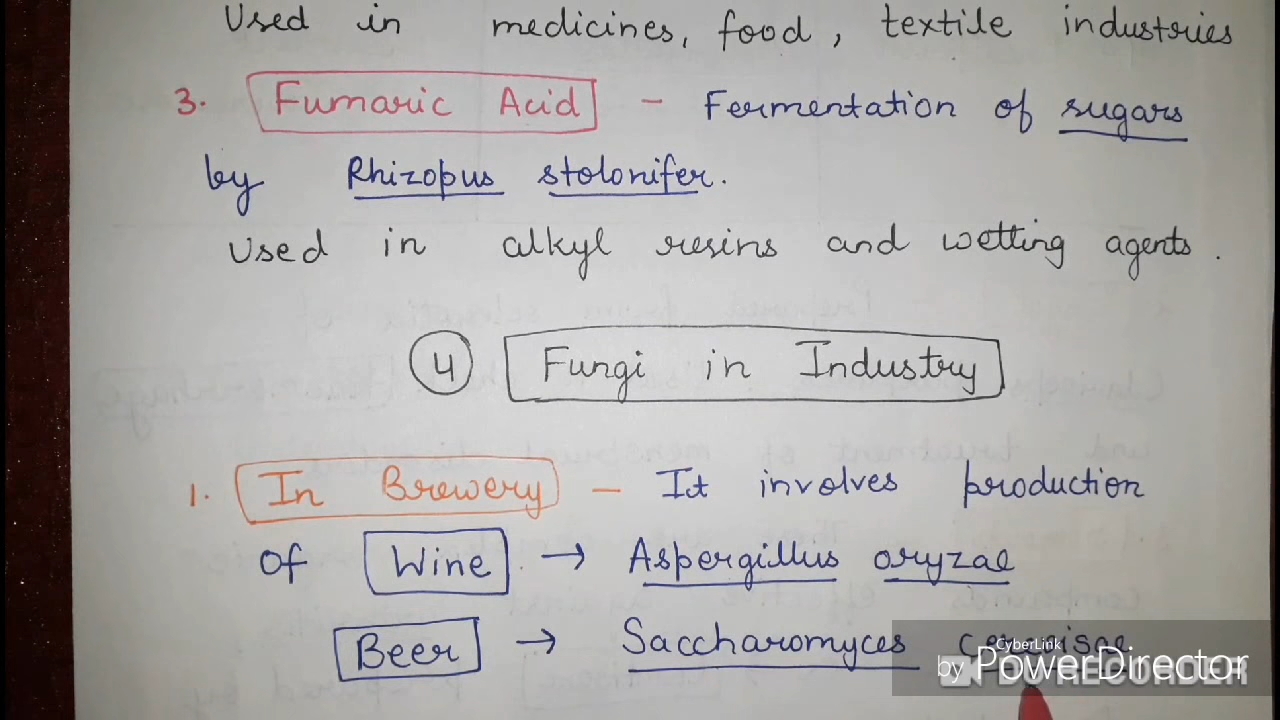 Used in medicines, food, textile industries
3. Fumaric Acid - Fermentation of sugars
by Rhizopus stolonifer.
Used in alkyl resins and wetting agents.
4 Fungi in Industry
1. In Brewery - It involves production
of Wine → Aspergillus oryzae
Beer → Saccharomyces
CyberLink
by PowerDirector
RECORDER